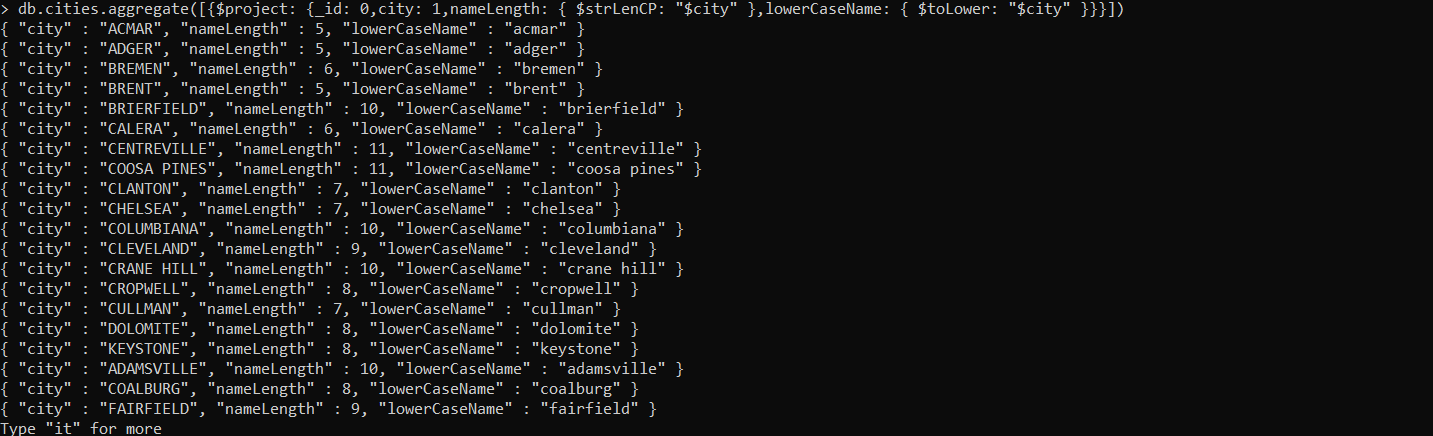 > db.cities.aggregate([{$project: {_id: 0,city: 1,nameLength: { $strLenCP: "$city" },lowerCaseName: { $toLower: "$city" }}}])
{ "city" : "ACMAR", "nameLength" : 5, "lowerCaseName" : "acmar" }
{ "city" : "ADGER", "nameLength" : 5, "lowerCaseName" : "adger" }
{ "city" : "BREMEN", "nameLength" : 6, "lowerCaseName" : "bremen" }
{ "city" : "BRENT", "nameLength" : 5, "lowerCaseName" : "brent" }
{ "city" : "BRIERFIELD", "nameLength" : 10, "lowerCaseName" : "brierfield" }
{ "city" : "CALERA", "nameLength" : 6, "lowerCaseName" : "calera" }
{ "city" : "CENTREVILLE", "nameLength" : 11, "lowerCaseName" : "centreville" }
{ "city" : "COOSA PINES", "nameLength" : 11, "lowerCaseName" : "coosa pines" }
{ "city" : "CLANTON", "nameLength" : 7, "lowerCaseName" : "clanton" }
{ "city" : "CHELSEA", "nameLength" : 7, "lowerCaseName" : "chelsea" }
{ "city" : "COLUMBIANA", "nameLength" : 10, "lowerCaseName" : "columbiana" }
{ "city" : "CLEVELAND", "nameLength" : 9, "lowerCaseName" : "cleveland" }
{ "city" : "CRANE HILL", "nameLength" : 10, "lowerCaseName" : "crane hill" }
{ "city" : "CROPWELL", "nameLength" : 8, "lowerCaseName" : "cropwell" }
{ "city" : "CULLMAN", "nameLength" : 7, "lowerCaseName" : "cullman" }
{ "city" : "DOLOMITE", "nameLength" : 8, "lowerCaseName" : "dolomite" }
{ "city" : "KEYSTONE", "nameLength" : 8, "lowerCaseName" : "keystone" }
{ "city" : "ADAMSVILLE", "nameLength" : 10, "lowerCaseName" : "adamsville" }
{ "city" : "COALBURG", "nameLength" : 8, "lowerCaseName" : "coalburg" }
{ "city" : "FAIRFIELD", "nameLength" : 9, "lowerCaseName" : "fairfield" }
Type "it" for more